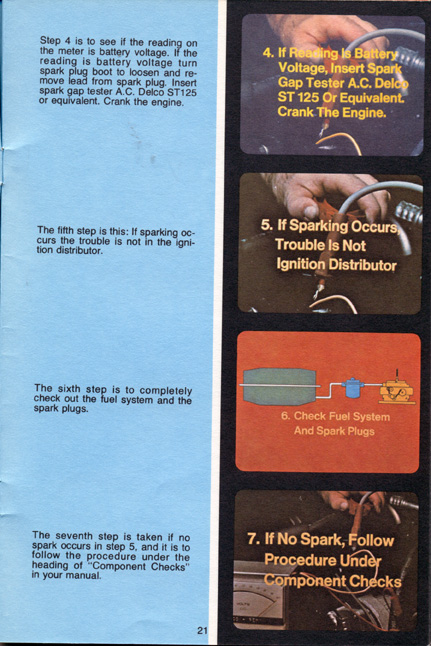 Step 4 is to see if the reading on
the meter is battery voltage. If the
reading is battery voltage turn
spark plug boot to loosen and re-
move lead from spark plug. Insert
spark gap tester A.C. Delco ST125
or equivalent. Crank the engine.
4. If Reading Is Battery
Voltage, Insert Spark
Gap Tester A.C. Delco
ST 125 Or Equivalent.
Crank The Engine.
The fifth step is this: If sparking oc-
curs the trouble is not in the igni-
tion distributor.
5. If Sparking Occurs,
Trouble Is Not
Ignition Distributor
The sixth step is to completely
check out the fuel system and the
spark plugs.
6. Check Fuel System
And Spark Plugs
The seventh step is taken if no
spark occurs in step 5, and it is to
follow the procedure under the
heading of "Component Checks"
in your manual.
7. If No Spark, Follow
Procedure Under
Component Checks
21